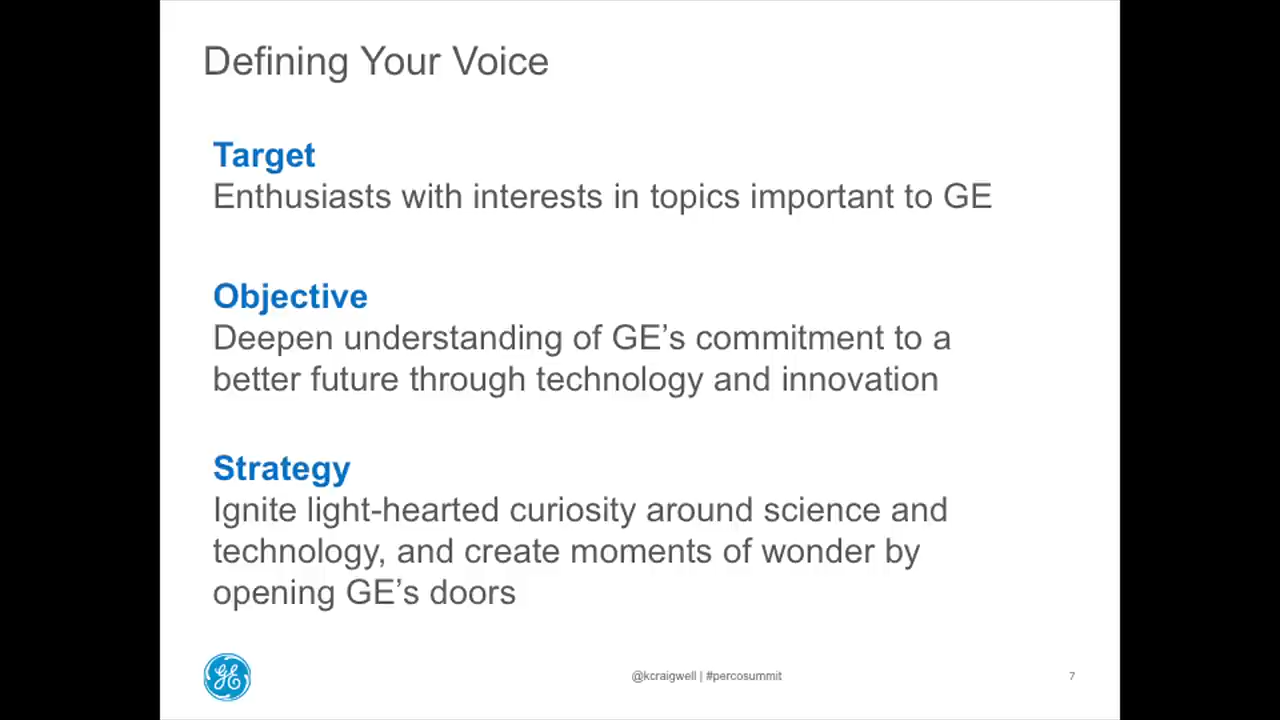 Defining Your Voice
Target
Enthusiasts with interests in topics important to GE
Objective
Deepen understanding of GE’s commitment to a
better future through technology and innovation
Strategy
Ignite light-hearted curiosity around science and
technology, and create moments of wonder by
opening GE’s doors
GE
@kcraigwell | #percosummit
7